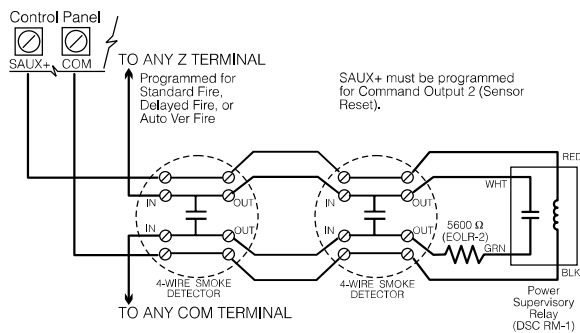 Control Panel
SAUX+ COM
TO ANY Z TERMINAL
Programmed for
Standard Fire,
Delayed Fire, or
Auto Ver Fire
SAUX+ must be programmed
for Command Output 2 (Sensor
Reset).
RED
WHT
IN OUT IN OUT
IN OUT IN OUT
5600 Ω
(EOLR-2)
GRN
BLK
4-WIRE SMOKE
DETECTOR
4-WIRE SMOKE
DETECTOR
TO ANY COM TERMINAL
Power
Supervisory
Relay
(DSC RM-1)